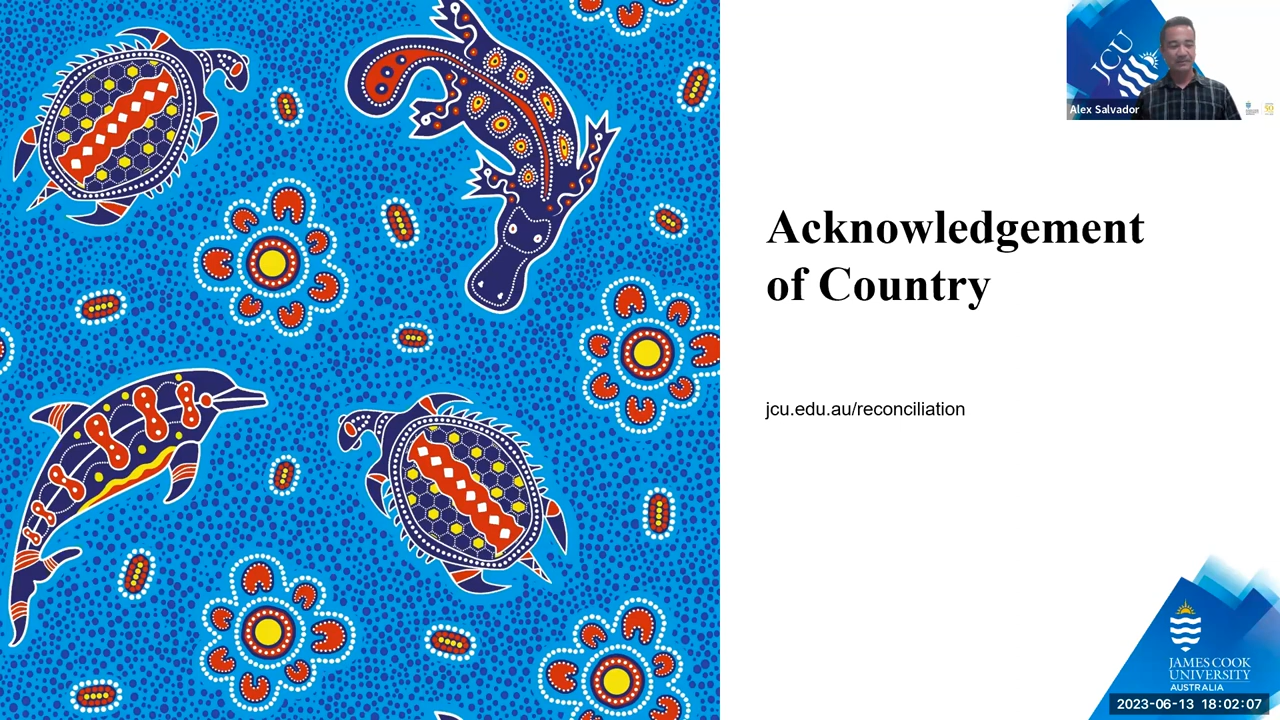 JCU
Alex Salvador
Acknowledgement
of Country
jcu.edu.au/reconciliation
JAMES COOK
UNIVERSITY
AUSTRALIA
2023-06-13 18:02:07